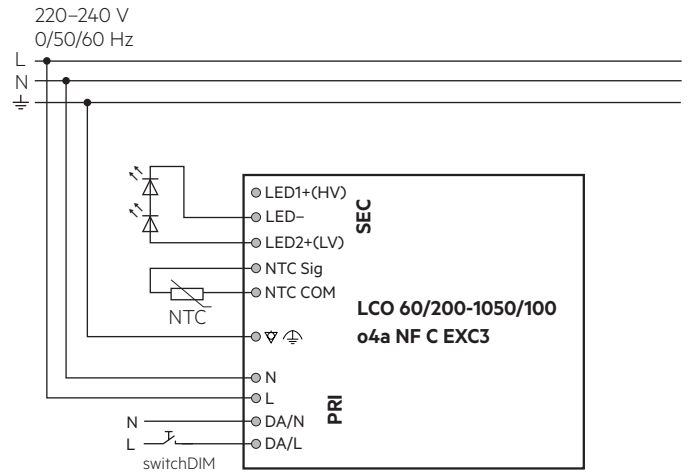 220–240 V
0/50/60 Hz
L
N
LED1+(HV)
LED–
LED2+(LV)
SEC
NTC Sig
NTC COM
NTC
LCO 60/200-1050/100
o4a NF C EXC3
N
L
PRI
N DA/N
L DA/L
switchDIM